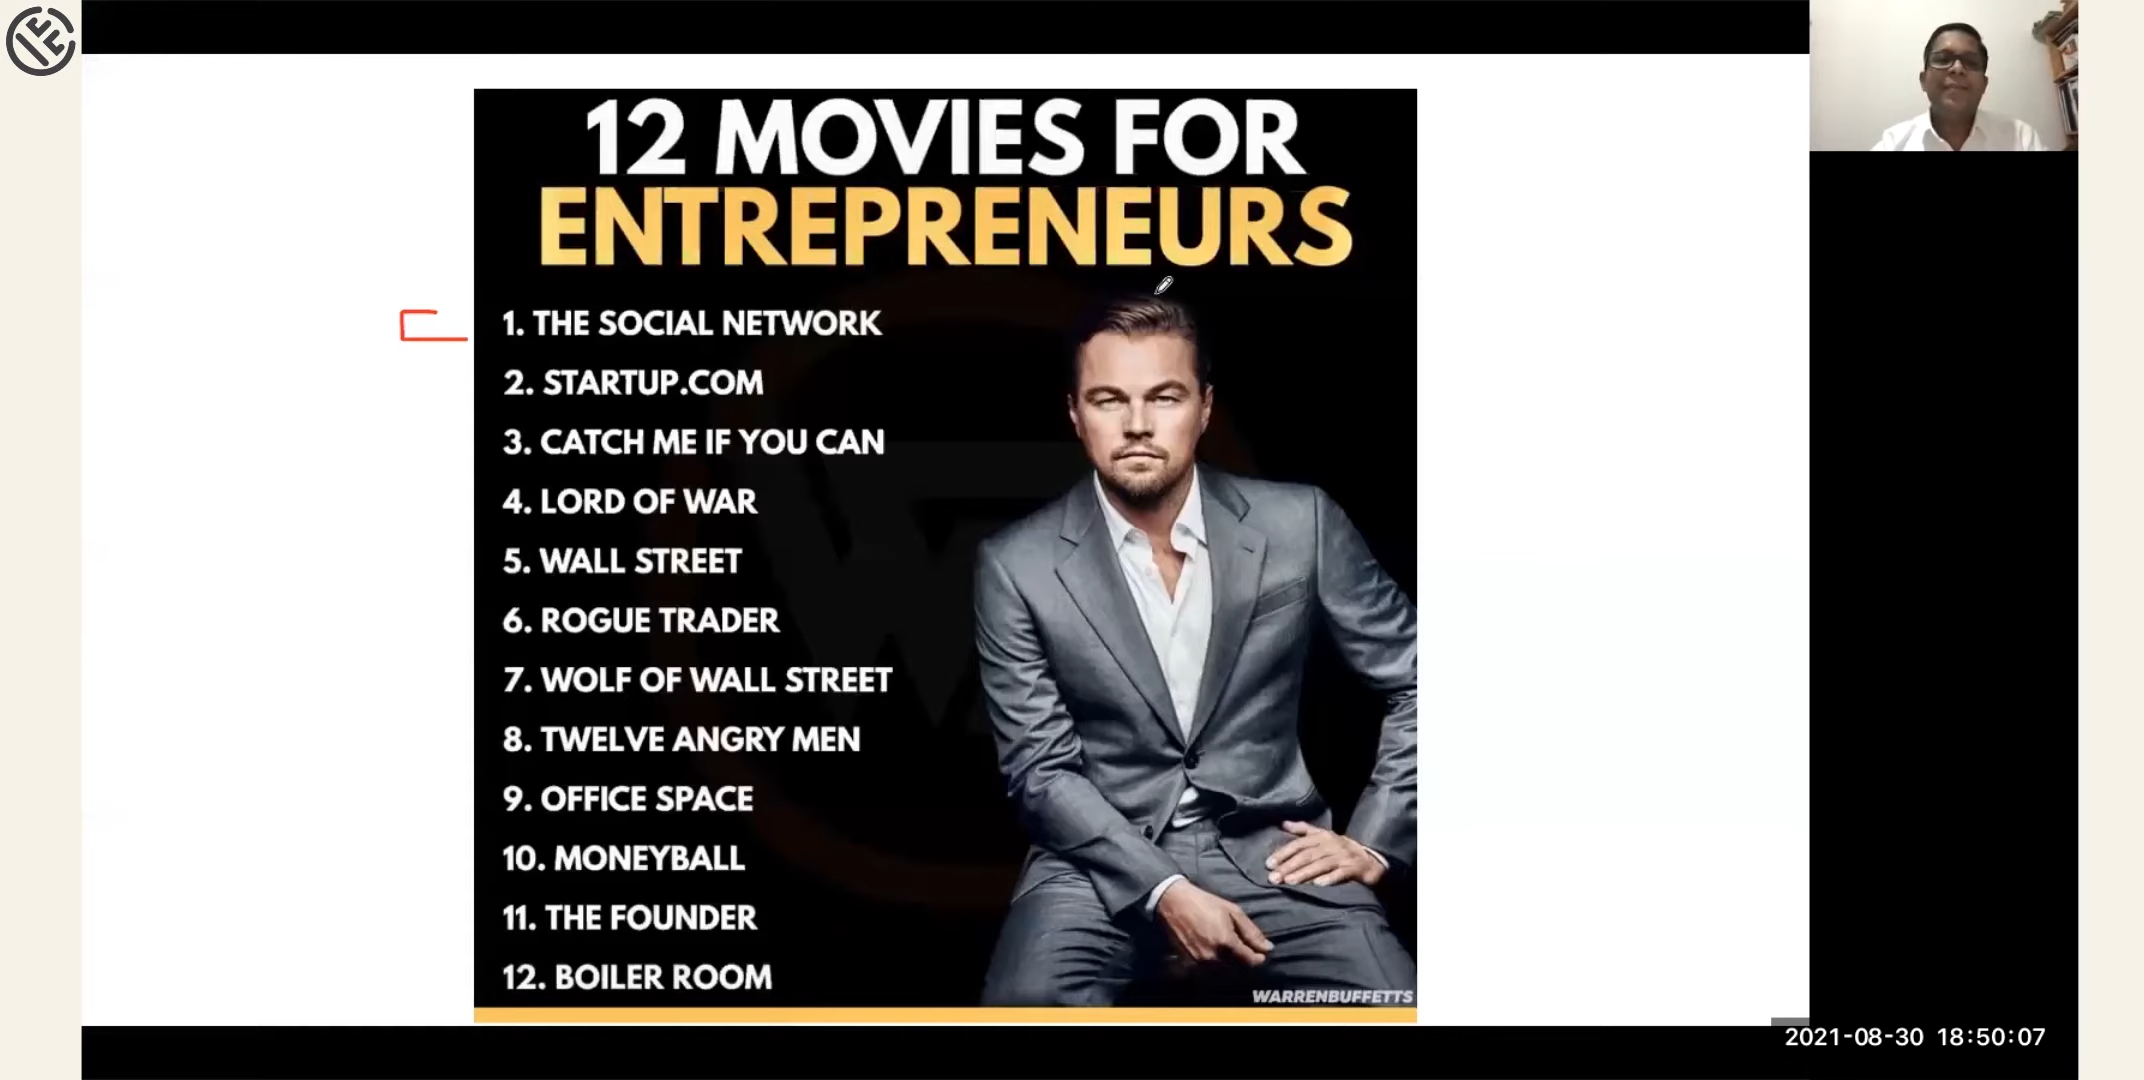 12 MOVIES FOR
ENTREPRENEURS
1. THE SOCIAL NETWORK
2. STARTUP.COM
3. CATCH ME IF YOU CAN
4. LORD OF WAR
5. WALL STREET
6. ROGUE TRADER
7. WOLF OF WALL STREET
8. TWELVE ANGRY MEN
9. OFFICE SPACE
10. MONEYBALL
11. THE FOUNDER
12. BOILER ROOM
WARRENBUFFETTS
2021-08-30 18:50:07